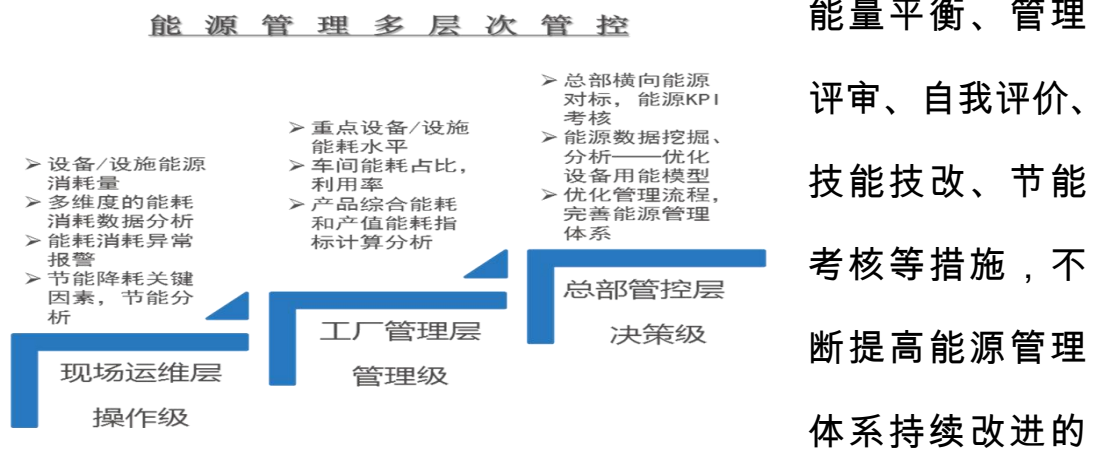 能源管理多层次管控
➢设备/设施能源
消耗量
➢多维度的能耗
消耗数据分析
➢能耗消耗异常
报警
➢节能降耗关键
因素，节能分
析
现场运维层
操作级
➢重点设备/设施
能耗水平
➢车间能耗占比，
利用率
➢产品综合能耗
和产值能耗指
标计算分析
工厂管理层
管理级
➢总部横向能源
对标，能源KPI
考核
➢能源数据挖掘、
分析——优化
设备用能模型
➢优化管理流程，
完善能源管理
体系
总部管控层
决策级
能量平衡、管理
评审、自我评价、
技能技改、节能
考核等措施，不
断提高能源管理
体系持续改进的